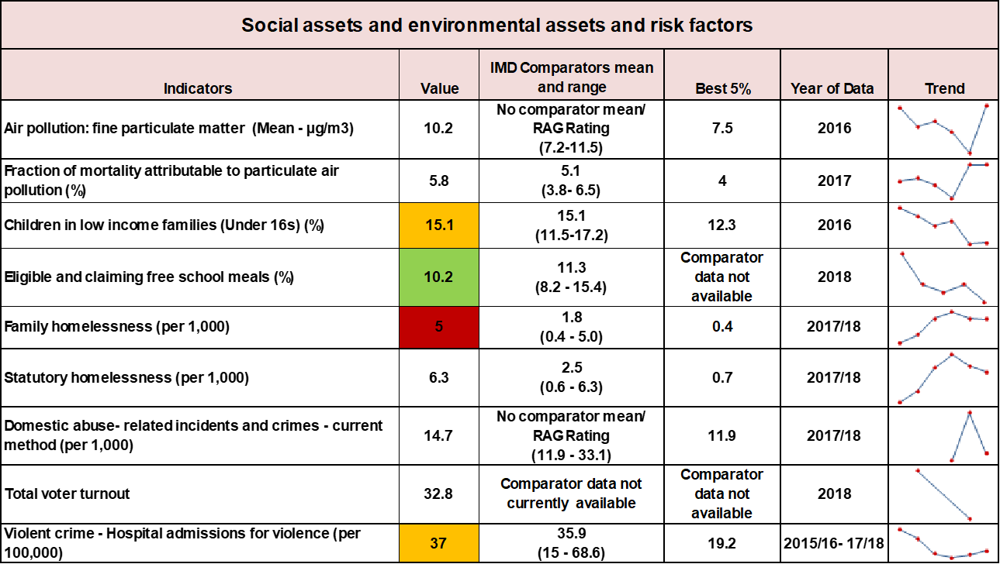 Social assets and environmental assets and risk factors
Indicators
Value
IMD Comparators mean
and range
Best 5%
Year of Data
Trend
Air pollution: fine particulate matter (Mean - µg/m3)
10.2
No comparator mean/
RAG Rating
(7.2-11.5)
7.5
2016
Fraction of mortality attributable to particulate air
pollution (%)
5.8
5.1
(3.8- 6.5)
4
2017
Children in low income families (Under 16s) (%)
15.1
15.1
(11.5-17.2)
12.3
2016
Eligible and claiming free school meals (%)
10.2
11.3
(8.2 - 15.4)
Comparator
data not
available
2018
Family homelessness (per 1,000)
5
1.8
(0.4 - 5.0)
0.4
2017/18
Statutory homelessness (per 1,000)
6.3
2.5
(0.6 - 6.3)
0.7
2017/18
Domestic abuse- related incidents and crimes - current
method (per 1,000)
14.7
No comparator mean/
RAG Rating
(11.9 - 33.1)
11.9
2017/18
Total voter turnout
32.8
Comparator data not
currently available
Comparator
data not
available
2018
Violent crime - Hospital admissions for violence (per
100,000)
37
35.9
(15 - 68.6)
19.2
2015/16- 17/18